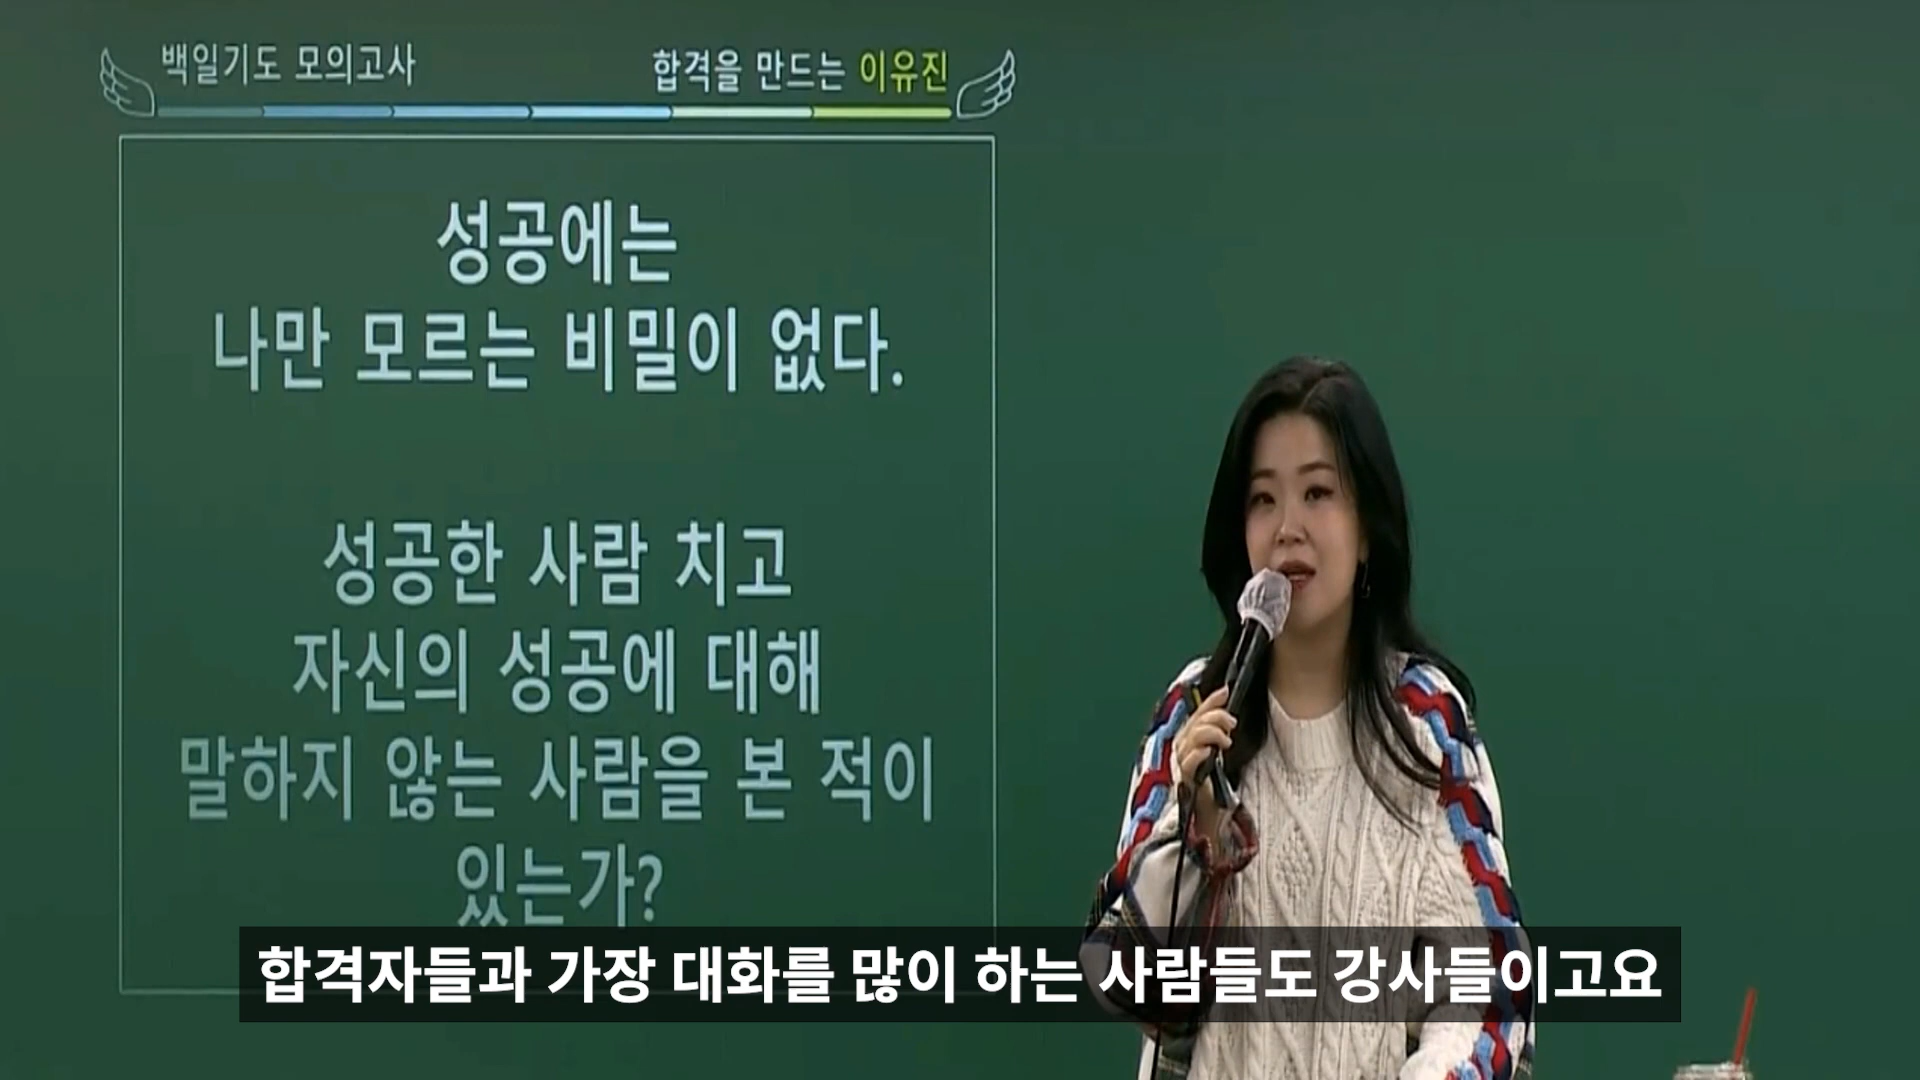 백일기도 모의고사
합격을 만드는 이유진
성공에는
나만 모르는 비밀이 없다.
성공한 사람 치고
자신의 성공에 대해
말하지 않는 사람을 본 적이
있는가?
합격자들과 가장 대화를 많이 하는 사람들도 강사들이고요